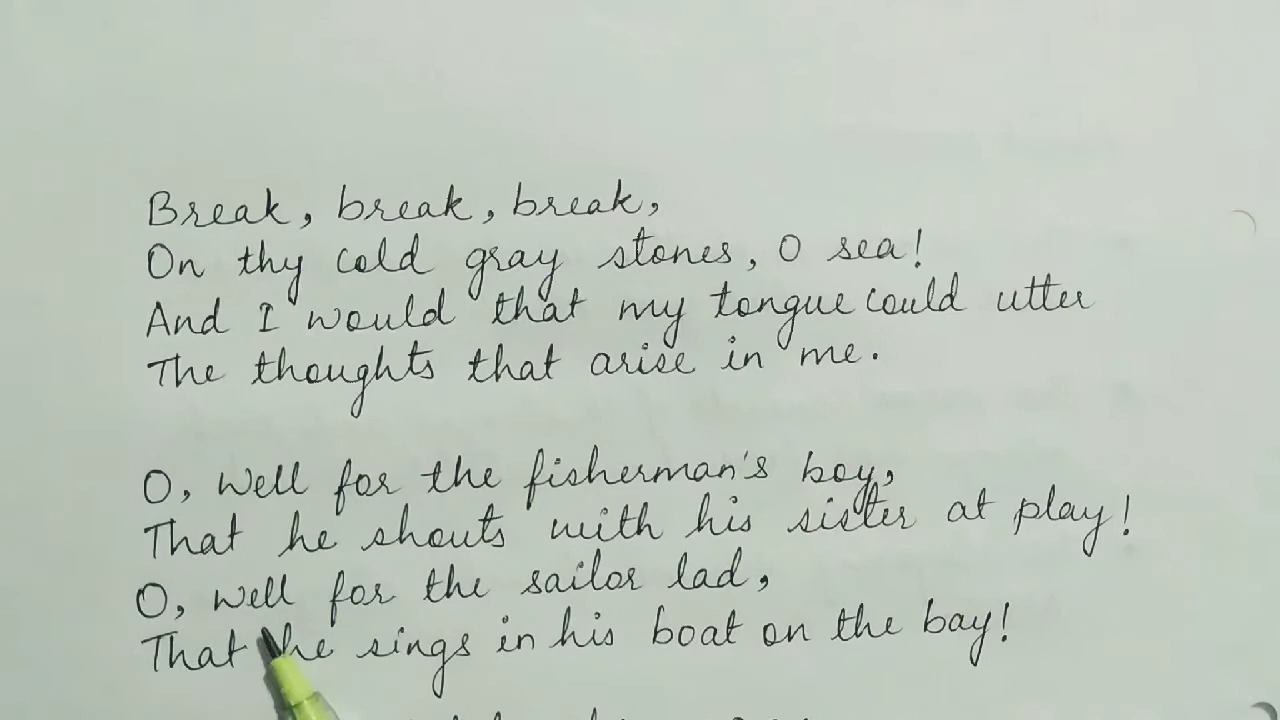 Break, break, break,
On thy cold gray stones, O sea!
And I would that my tongue could utter
The thoughts that arise in me.
O, well for the fisherman's boy,
That he shouts with his sister at play!
O, well for the sailor lad,
That he sings in his boat on the bay!